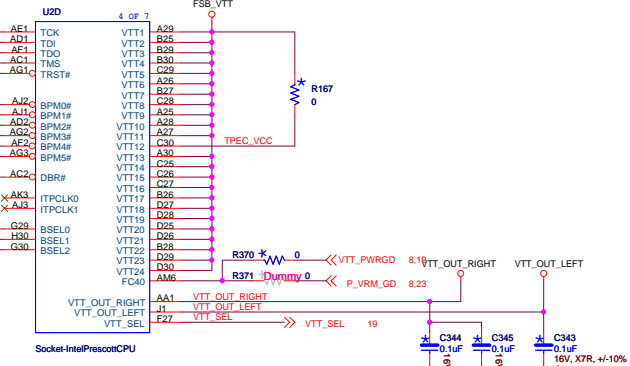 FSB_VTT
U2D
4 OF 7
AE1 TCK VTT1 A29
AD1 TDI VTT2 B25
AF1 TDO VTT3 B29
AC1 TMS VTT4 B30
AG1 TRST# VTT5 C29
VTT6 A26
VTT7 B27
AJ2 BPM0# VTT8 C28
AJ1 BPM1# VTT9 A25
AD2 BPM2# VTT10 A28
AG2 BPM3# VTT11 A27
AF2 BPM4# VTT12 C30 TPEC_VCC
AG3 BPM5# VTT13 A30
VTT14 C25
AC2 DBR# VTT15 C26
VTT16 C27
AK3 ITPCLK0 VTT17 B26
AJ3 ITPCLK1 VTT18 D27
VTT19 D28
G29 BSEL0 VTT20 D25
H30 BSEL1 VTT21 D26
G30 BSEL2 VTT22 B28
VTT23 D29
VTT24 D30
FC40 AM6
R167
0
R370 0 VTT_PWRGD 8,19
R371 Dummy 0 P_VRM_GD 8,23
VTT_OUT_RIGHT VTT_OUT_LEFT
VTT_OUT_RIGHT AA1 VTT_OUT_RIGHT
VTT_OUT_LEFT J1 VTT_OUT_LEFT
VTT_SEL F27 VTT_SEL VTT_SEL 19
Socket-IntelPrescottCPU
C344 C345 C343
0.1uF 0.1uF 0.1uF
16V, X7R, +/-10%